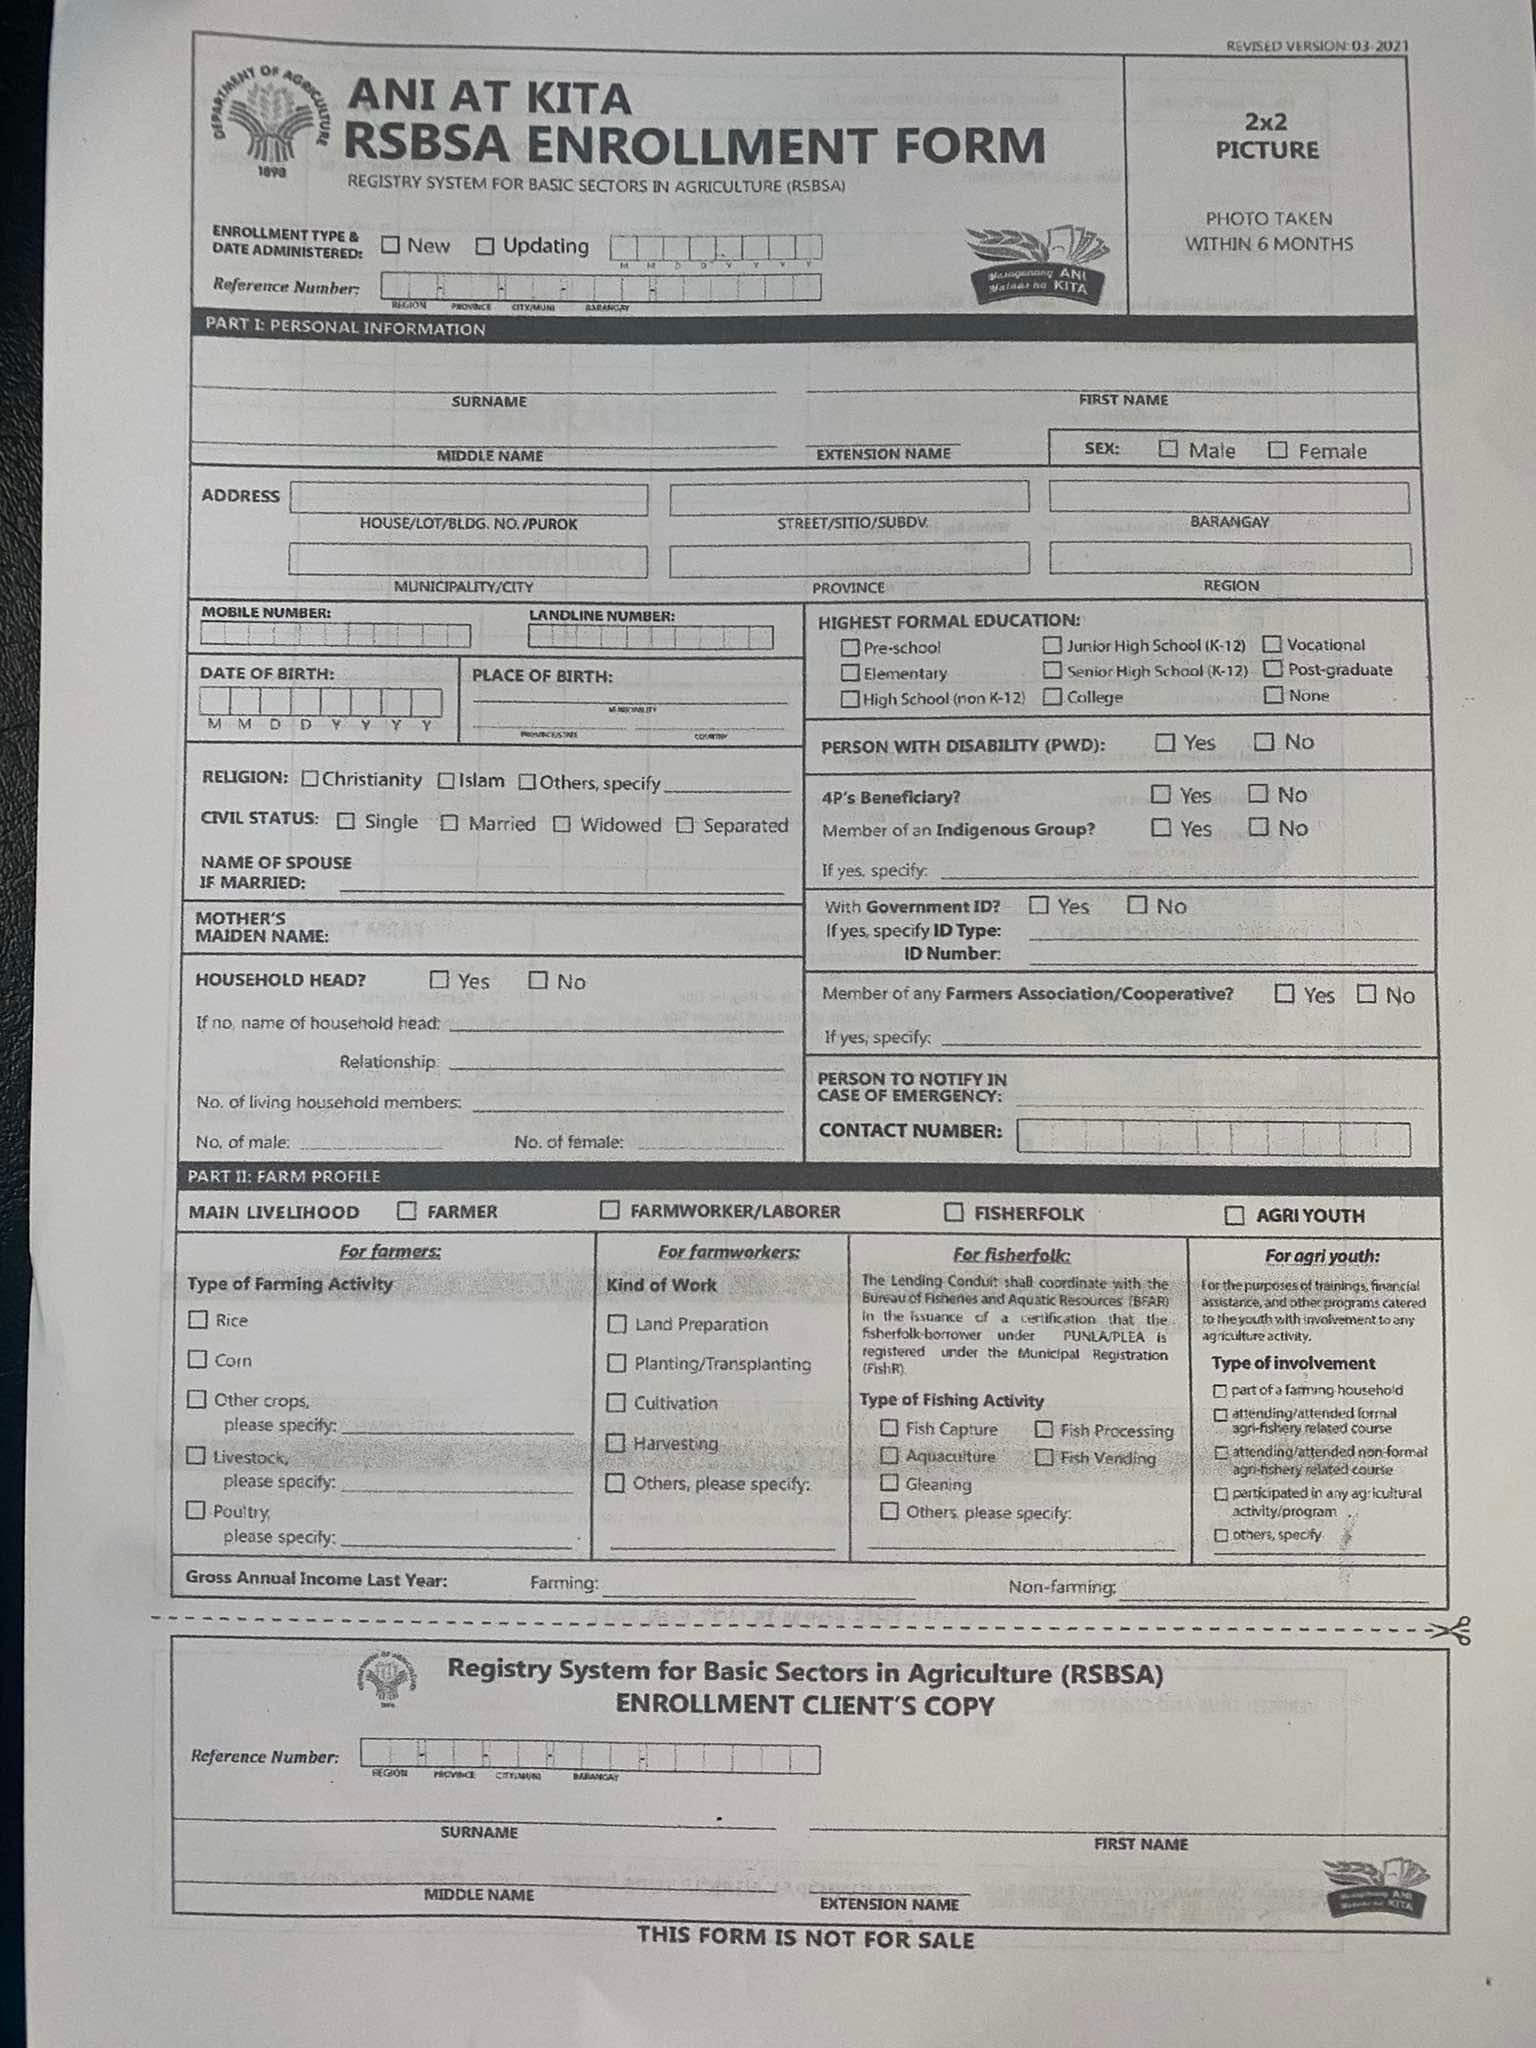 REVISED VERSION: 03-2021
DEPARTMENT OF AGRICULTURE
1898
ANI AT KITA
RSBSA ENROLLMENT FORM
REGISTRY SYSTEM FOR BASIC SECTORS IN AGRICULTURE (RSBSA)
2x2
PICTURE
PHOTO TAKEN
WITHIN 6 MONTHS
ENROLLMENT TYPE &
DATE ADMINISTERED:
New Updating
M M D D Y Y Y Y
Masaganang ANI
Mataas na KITA
Reference Number:
REGION PROVINCE CITY/MUNI BARANGAY
PART I: PERSONAL INFORMATION
SURNAME FIRST NAME
MIDDLE NAME EXTENSION NAME SEX: Male Female
ADDRESS
HOUSE/LOT/BLDG. NO./PUROK STREET/SITIO/SUBDV. BARANGAY
MUNICIPALITY/CITY PROVINCE REGION
MOBILE NUMBER: LANDLINE NUMBER:
DATE OF BIRTH: PLACE OF BIRTH:
MUNICIPALITY
M M D D Y Y Y Y
PROVINCE/STATE COUNTRY
RELIGION: Christianity Islam Others, specify
CIVIL STATUS: Single Married Widowed Separated
NAME OF SPOUSE
IF MARRIED:
MOTHER'S
MAIDEN NAME:
HOUSEHOLD HEAD? Yes No
If no, name of household head:
Relationship:
No. of living household members:
No. of male: No. of female:
HIGHEST FORMAL EDUCATION:
Pre-school Junior High School (K-12) Vocational
Elementary Senior High School (K-12) Post-graduate
High School (non K-12) College None
PERSON WITH DISABILITY (PWD): Yes No
4P's Beneficiary? Yes No
Member of an Indigenous Group? Yes No
If yes, specify:
With Government ID? Yes No
If yes, specify ID Type:
ID Number:
Member of any Farmers Association/Cooperative? Yes No
If yes, specify:
PERSON TO NOTIFY IN
CASE OF EMERGENCY:
CONTACT NUMBER:
PART II: FARM PROFILE
MAIN LIVELIHOOD FARMER FARMWORKER/LABORER FISHERFOLK AGRI YOUTH
For farmers:
Type of Farming Activity
Rice
Corn
Other crops,
please specify:
Livestock,
please specify:
Poultry,
please specify:
For farmworkers:
Kind of Work
Land Preparation
Planting/Transplanting
Cultivation
Harvesting
Others, please specify:
For fisherfolk:
The Lending Conduit shall coordinate with the
Bureau of Fisheries and Aquatic Resources (BFAR)
in the issuance of a certification that the
fisherfolk-borrower under PUNLA/PLEA is
registered under the Municipal Registration
(FishR).
Type of Fishing Activity
Fish Capture Fish Processing
Aquaculture Fish Vending
Gleaning
Others, please specify:
For agri youth:
For the purposes of trainings, financial
assistance, and other programs catered
to the youth with involvement to any
agriculture activity.
Type of involvement
part of a farming household
attending/attended formal
agri-fishery related course
attending/attended non-formal
agri-fishery related course
participated in any agricultural
activity/program
others, specify
Gross Annual Income Last Year: Farming: Non-farming:
Registry System for Basic Sectors in Agriculture (RSBSA)
ENROLLMENT CLIENT'S COPY
Reference Number:
REGION PROVINCE CITY/MUNI BARANGAY
SURNAME FIRST NAME
MIDDLE NAME EXTENSION NAME
Masaganang ANI
Mataas na KITA
THIS FORM IS NOT FOR SALE